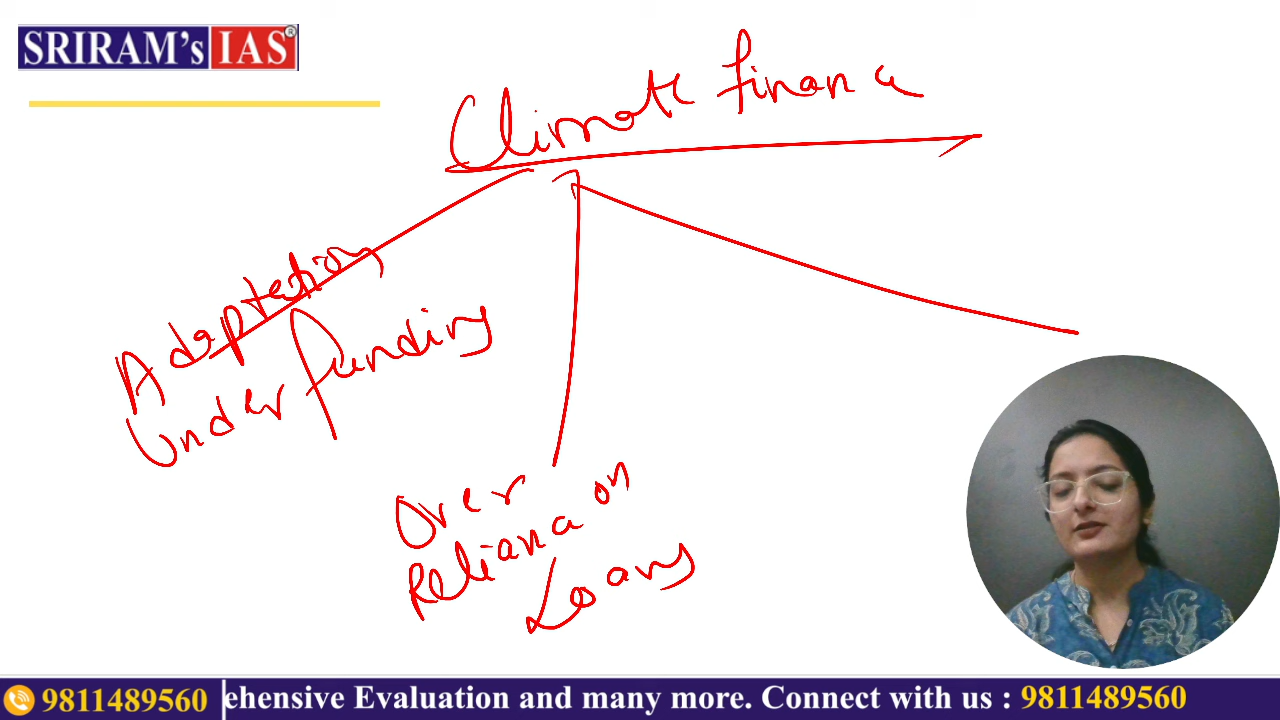 SRIRAM's IAS®
Climate finance
Adaptation
Under funding
Over
Reliance on
Loans
9811489560
ehensive Evaluation and many more. Connect with us : 9811489560